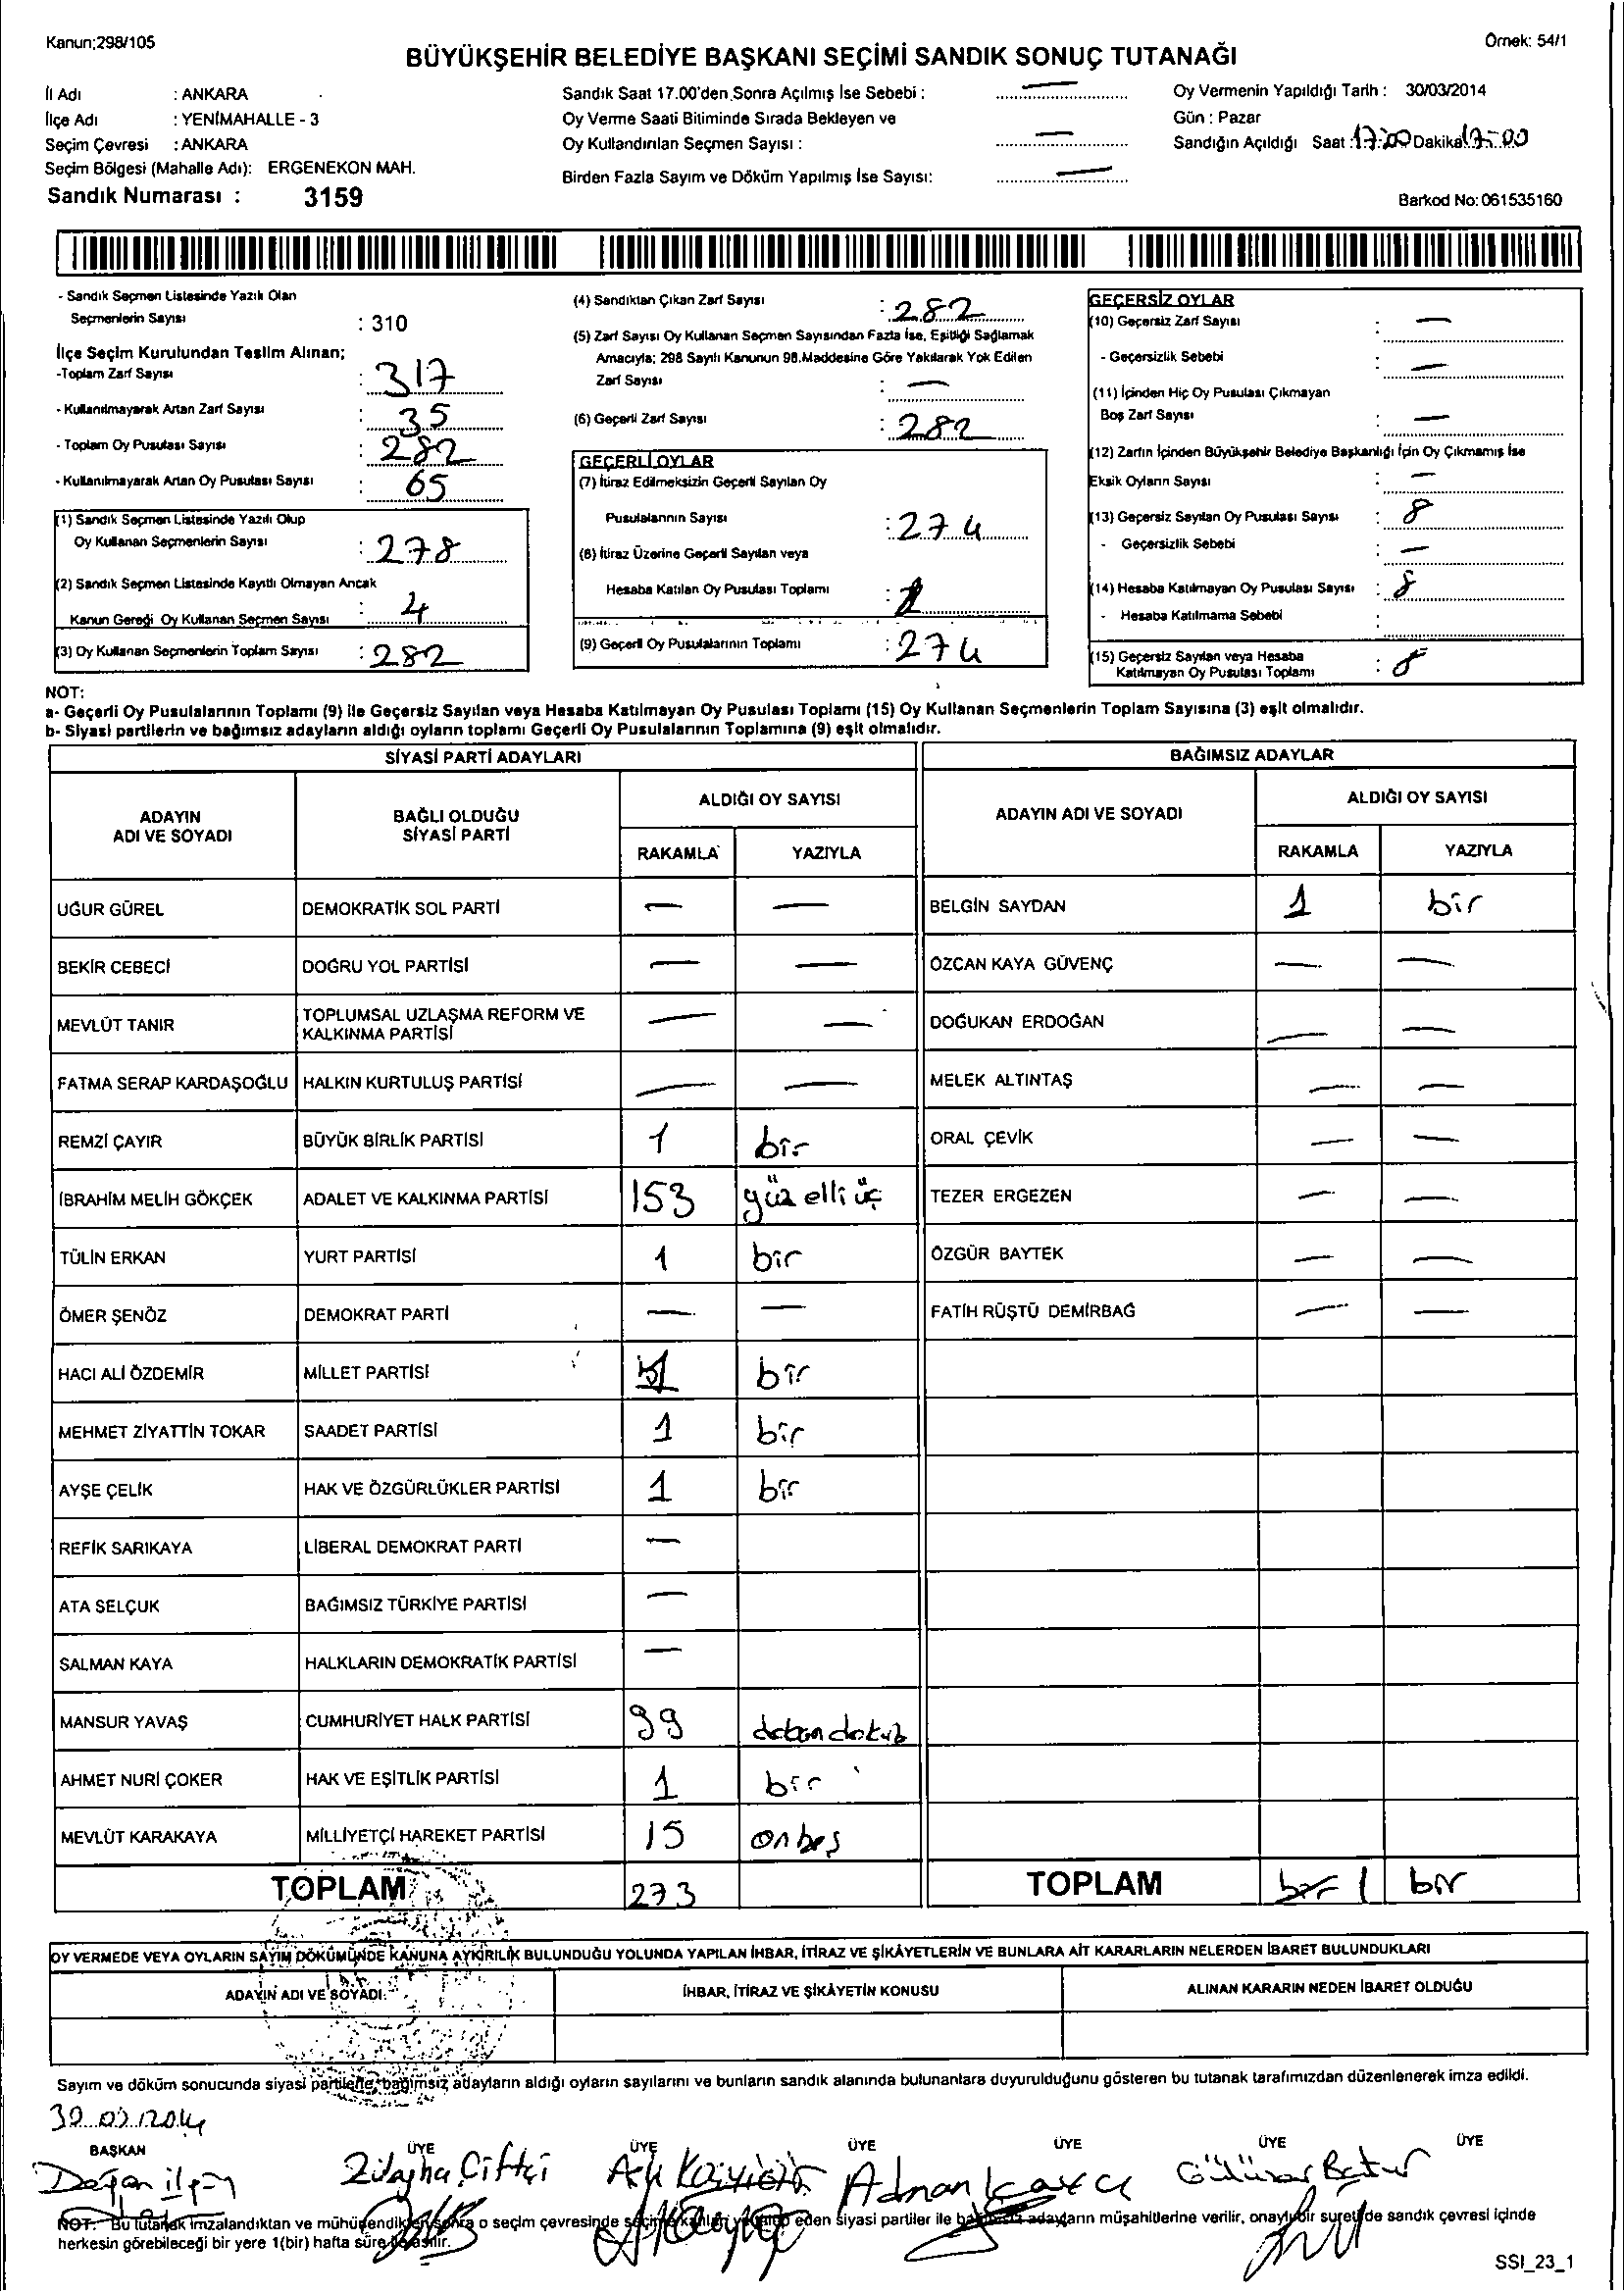 Kanun;298/105
Örnek: 54/1
BÜYÜKŞEHİR BELEDİYE BAŞKANI SEÇİMİ SANDIK SONUÇ TUTANAĞI
İl Adı : ANKARA
İlçe Adı : YENİMAHALLE - 3
Seçim Çevresi : ANKARA
Seçim Bölgesi (Mahalle Adı): ERGENEKON MAH.
Sandık Numarası : 3159
Sandık Saat 17.00'den Sonra Açılmış İse Sebebi : —
Oy Verme Saati Bitiminde Sırada Bekleyen ve
Oy Kullandırılan Seçmen Sayısı : —
Birden Fazla Sayım ve Döküm Yapılmış İse Sayısı: —
Oy Vermenin Yapıldığı Tarih : 30/03/2014
Gün : Pazar
Sandığın Açıldığı Saat : 17:00 Dakika 17:00
Barkod No: 061535160
- Sandık Seçmen Listesinde Yazılı Olan
Seçmenlerin Sayısı : 310
İlçe Seçim Kurulundan Teslim Alınan;
-Toplam Zarf Sayısı : 317
- Kullanılmayarak Artan Zarf Sayısı : 35
- Toplam Oy Pusulası Sayısı : 282
- Kullanılmayarak Artan Oy Pusulası Sayısı : 65
(1) Sandık Seçmen Listesinde Yazılı Olup
Oy Kullanan Seçmenlerin Sayısı : 278
(2) Sandık Seçmen Listesinde Kayıtlı Olmayan Ancak
Kanun Gereği Oy Kullanan Seçmen Sayısı : 4
(3) Oy Kullanan Seçmenlerin Toplam Sayısı : 282
(4) Sandıktan Çıkan Zarf Sayısı : 282
(5) Zarf Sayısı Oy Kullanan Seçmen Sayısından Fazla İse, Eşitliği Sağlamak
Amacıyla; 298 Sayılı Kanunun 98.Maddesine Göre Yakılarak Yok Edilen
Zarf Sayısı : —
(6) Geçerli Zarf Sayısı : 282
GEÇERLİ OYLAR
(7) İtiraz Edilmeksizin Geçerli Sayılan Oy
Pusulalarının Sayısı : 274
(8) İtiraz Üzerine Geçerli Sayılan veya
Hesaba Katılan Oy Pusulası Toplamı :
(9) Geçerli Oy Pusulalarının Toplamı : 274
GEÇERSİZ OYLAR
(10) Geçersiz Zarf Sayısı : —
- Geçersizlik Sebebi : —
(11) İçinden Hiç Oy Pusulası Çıkmayan
Boş Zarf Sayısı : —
(12) Zarfın İçinden Büyükşehir Belediye Başkanlığı İçin Oy Çıkmamış İse
Eksik Oyların Sayısı : —
(13) Geçersiz Sayılan Oy Pusulası Sayısı : 8
- Geçersizlik Sebebi : —
(14) Hesaba Katılmayan Oy Pusulası Sayısı : 8
- Hesaba Katılmama Sebebi :
(15) Geçersiz Sayılan veya Hesaba
Katılmayan Oy Pusulası Toplamı : 8
NOT:
a- Geçerli Oy Pusulalarının Toplamı (9) ile Geçersiz Sayılan veya Hesaba Katılmayan Oy Pusulası Toplamı (15) Oy Kullanan Seçmenlerin Toplam Sayısına (3) eşit olmalıdır.
b- Siyasi partilerin ve bağımsız adayların aldığı oyların toplamı Geçerli Oy Pusulalarının Toplamına (9) eşit olmalıdır.
SİYASİ PARTİ ADAYLARI
ADAYIN ADI VE SOYADI BAĞLI OLDUĞU SİYASİ PARTİ ALDIĞI OY SAYISI
RAKAMLA YAZIYLA
UĞUR GÜREL DEMOKRATİK SOL PARTİ — —
BEKİR CEBECİ DOĞRU YOL PARTİSİ — —
MEVLÜT TANIR TOPLUMSAL UZLAŞMA REFORM VE KALKINMA PARTİSİ — —
FATMA SERAP KARDAŞOĞLU HALKIN KURTULUŞ PARTİSİ — —
REMZİ ÇAYIR BÜYÜK BİRLİK PARTİSİ 1 bir
İBRAHİM MELİH GÖKÇEK ADALET VE KALKINMA PARTİSİ 153 yüz elli üç
TÜLİN ERKAN YURT PARTİSİ 1 bir
ÖMER ŞENÖZ DEMOKRAT PARTİ — —
HACI ALİ ÖZDEMİR MİLLET PARTİSİ 1 bir
MEHMET ZİYATTİN TOKAR SAADET PARTİSİ 1 bir
AYŞE ÇELİK HAK VE ÖZGÜRLÜKLER PARTİSİ 1 bir
REFİK SARIKAYA LİBERAL DEMOKRAT PARTİ —
ATA SELÇUK BAĞIMSIZ TÜRKİYE PARTİSİ —
SALMAN KAYA HALKLARIN DEMOKRATİK PARTİSİ —
MANSUR YAVAŞ CUMHURİYET HALK PARTİSİ 99 doksan dokuz
AHMET NURİ ÇOKER HAK VE EŞİTLİK PARTİSİ 1 bir
MEVLÜT KARAKAYA MİLLİYETÇİ HAREKET PARTİSİ 15 onbeş
TOPLAM 273
BAĞIMSIZ ADAYLAR
ADAYIN ADI VE SOYADI ALDIĞI OY SAYISI
RAKAMLA YAZIYLA
BELGİN SAYDAN 1 bir
ÖZCAN KAYA GÜVENÇ — —
DOĞUKAN ERDOĞAN — —
MELEK ALTINTAŞ — —
ORAL ÇEVİK — —
TEZER ERGEZEN — —
ÖZGÜR BAYTEK — —
FATİH RÜŞTÜ DEMİRBAĞ — —
TOPLAM bir 1 bir
OY VERMEDE VEYA OYLARIN SAYIM DÖKÜMÜNDE KANUNA AYKIRILIK BULUNDUĞU YOLUNDA YAPILAN İHBAR, İTİRAZ VE ŞİKÂYETLERİN VE BUNLARA AİT KARARLARIN NELERDEN İBARET BULUNDUKLARI
ADAYIN ADI VE SOYADI İHBAR, İTİRAZ VE ŞİKÂYETİN KONUSU ALINAN KARARIN NEDEN İBARET OLDUĞU
Sayım ve döküm sonucunda siyasi partilerle, bağımsız adayların aldığı oyların sayılarını ve bunların sandık alanında bulunanlara duyurulduğunu gösteren bu tutanak tarafımızdan düzenlenerek imza edildi.
30.03.2014
BAŞKAN ÜYE ÜYE ÜYE ÜYE ÜYE ÜYE
Doğan ilgün Züleyha Çiftçi Adnan
NOT: Bu tutanak imzalandıktan ve mühürlendikten sonra o seçim çevresinde seçime katılan eden siyasi partiler ile bağımsız adayların müşahitlerine verilir, onaylı bir sureti de sandık çevresi içinde
herkesin görebileceği bir yere 1(bir) hafta süre ile asılır.
SSI_23_1